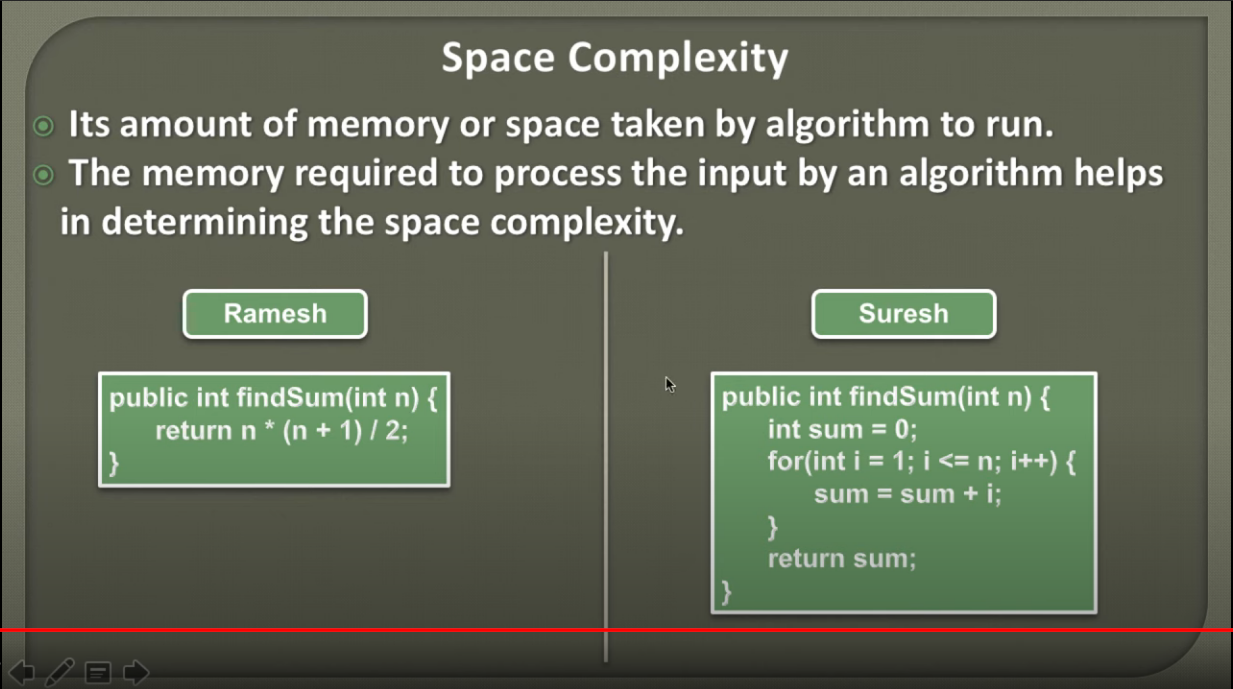 Space Complexity
Its amount of memory or space taken by algorithm to run.
The memory required to process the input by an algorithm helps
in determining the space complexity.
Ramesh
public int findSum(int n) {
return n * (n + 1) / 2;
}
Suresh
public int findSum(int n) {
int sum = 0;
for(int i = 1; i <= n; i++) {
sum = sum + i;
}
return sum;
}